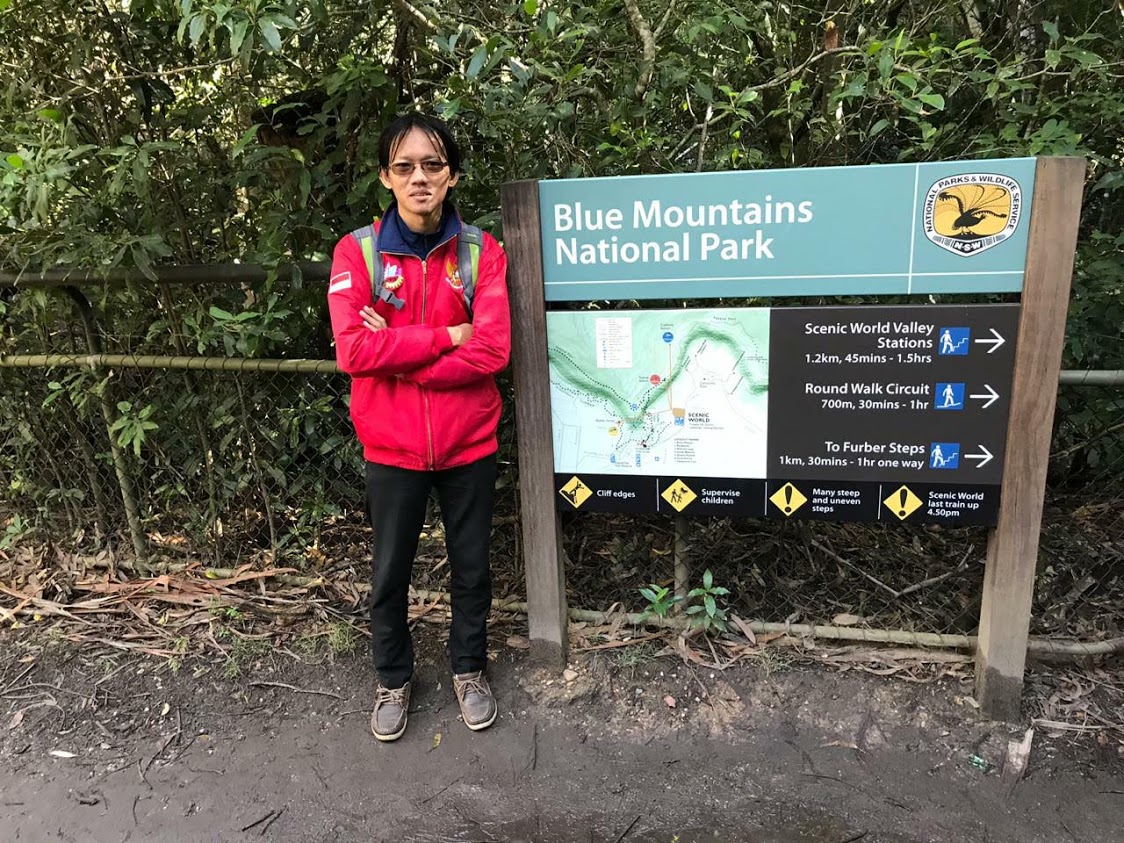 Blue Mountains
National Park
NATIONAL PARKS & WILDLIFE SERVICE
N·S·W
Scenic World Valley
Stations
1.2km, 45mins - 1.5hrs
Round Walk Circuit
700m, 30mins - 1hr
To Furber Steps
1km, 30mins - 1hr one way
SCENIC
WORLD
Cliff edges
Supervise
children
Many steep
and uneven
steps
Scenic World
last train up
4.50pm